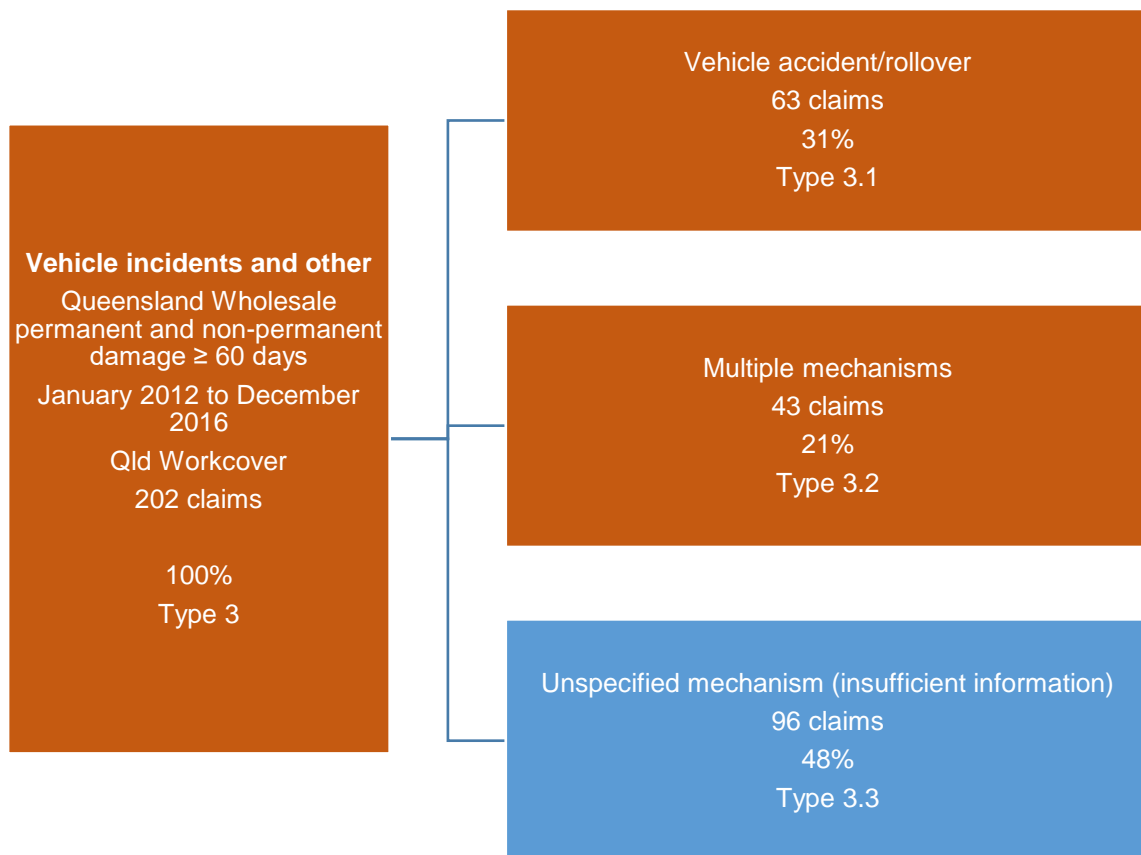 Vehicle incidents and other
Queensland Wholesale
permanent and non-permanent
damage ≥ 60 days
January 2012 to December
2016
Qld Workcover
202 claims
100%
Type 3
Vehicle accident/rollover
63 claims
31%
Type 3.1
Multiple mechanisms
43 claims
21%
Type 3.2
Unspecified mechanism (insufficient information)
96 claims
48%
Type 3.3